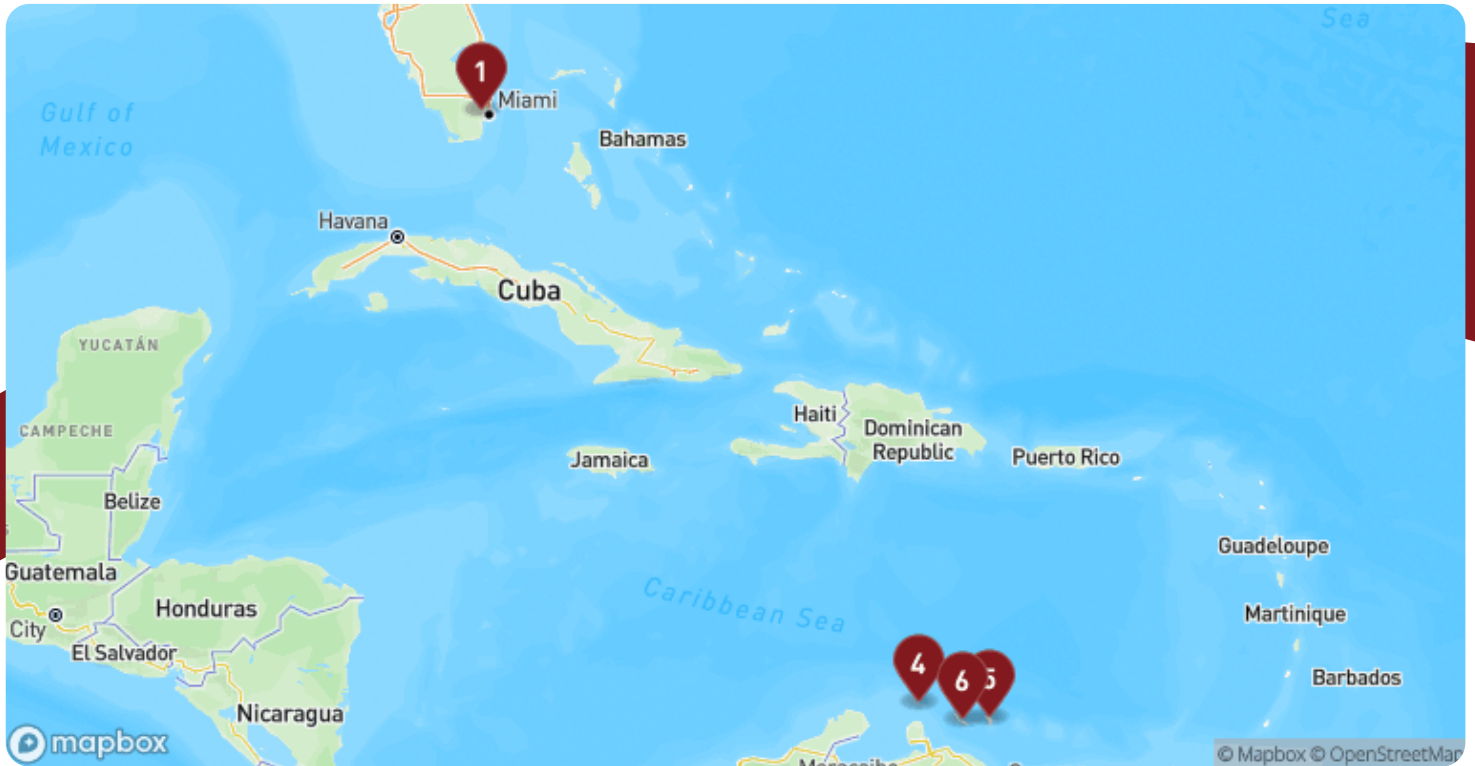 Sea
1
Miami
Gulf of
Mexico
Bahamas
Havana
Cuba
YUCATÁN
CAMPECHE
Haiti
Dominican
Republic
Jamaica
Puerto Rico
Belize
Guadeloupe
Guatemala
Honduras
Caribbean Sea
Martinique
City
El Salvador
4
6
5
Barbados
Nicaragua
mapbox
© Mapbox © OpenStreetMap